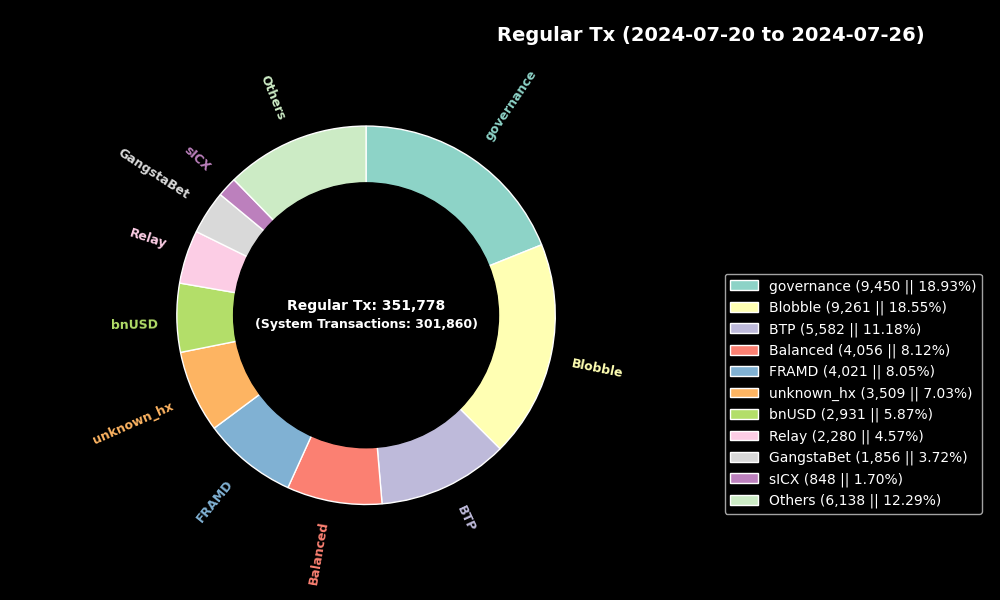 Regular Tx (2024-07-20 to 2024-07-26)
governance
Others
sICX
GangstaBet
Relay
bnUSD
unknown_hx
FRAMD
Balanced
BTP
Blobble
Regular Tx: 351,778
(System Transactions: 301,860)
governance (9,450 || 18.93%)
Blobble (9,261 || 18.55%)
BTP (5,582 || 11.18%)
Balanced (4,056 || 8.12%)
FRAMD (4,021 || 8.05%)
unknown_hx (3,509 || 7.03%)
bnUSD (2,931 || 5.87%)
Relay (2,280 || 4.57%)
GangstaBet (1,856 || 3.72%)
sICX (848 || 1.70%)
Others (6,138 || 12.29%)